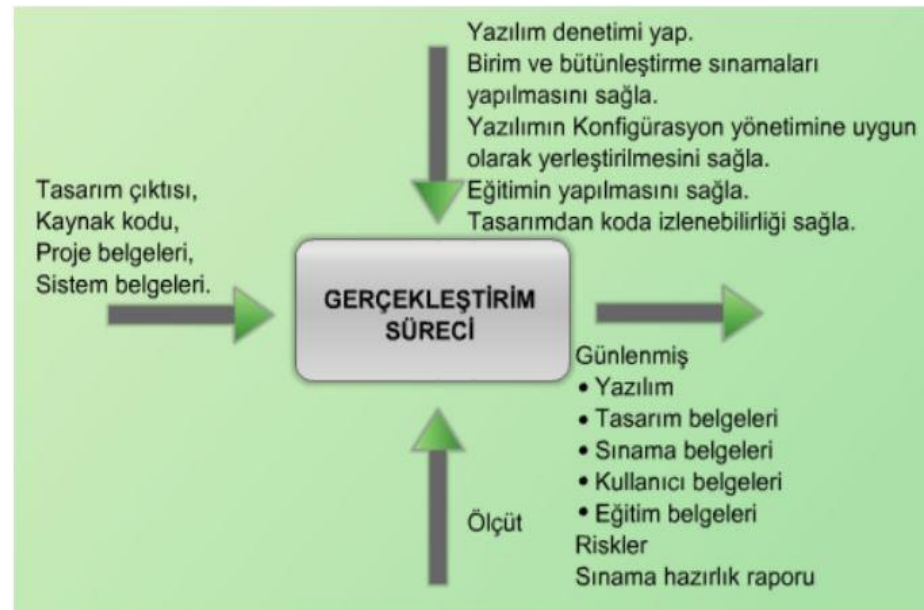 Yazılım denetimi yap.
Birim ve bütünleştirme sınamaları
yapılmasını sağla.
Yazılımın Konfigürasyon yönetimine uygun
olarak yerleştirilmesini sağla.
Eğitimin yapılmasını sağla.
Tasarımdan koda izlenebilirliği sağla.
Tasarım çıktısı,
Kaynak kodu,
Proje belgeleri,
Sistem belgeleri.
GERÇEKLEŞTİRİM
SÜRECİ
Günlenmiş
• Yazılım
• Tasarım belgeleri
• Sınama belgeleri
• Kullanıcı belgeleri
• Eğitim belgeleri
Riskler
Sınama hazırlık raporu
Ölçüt